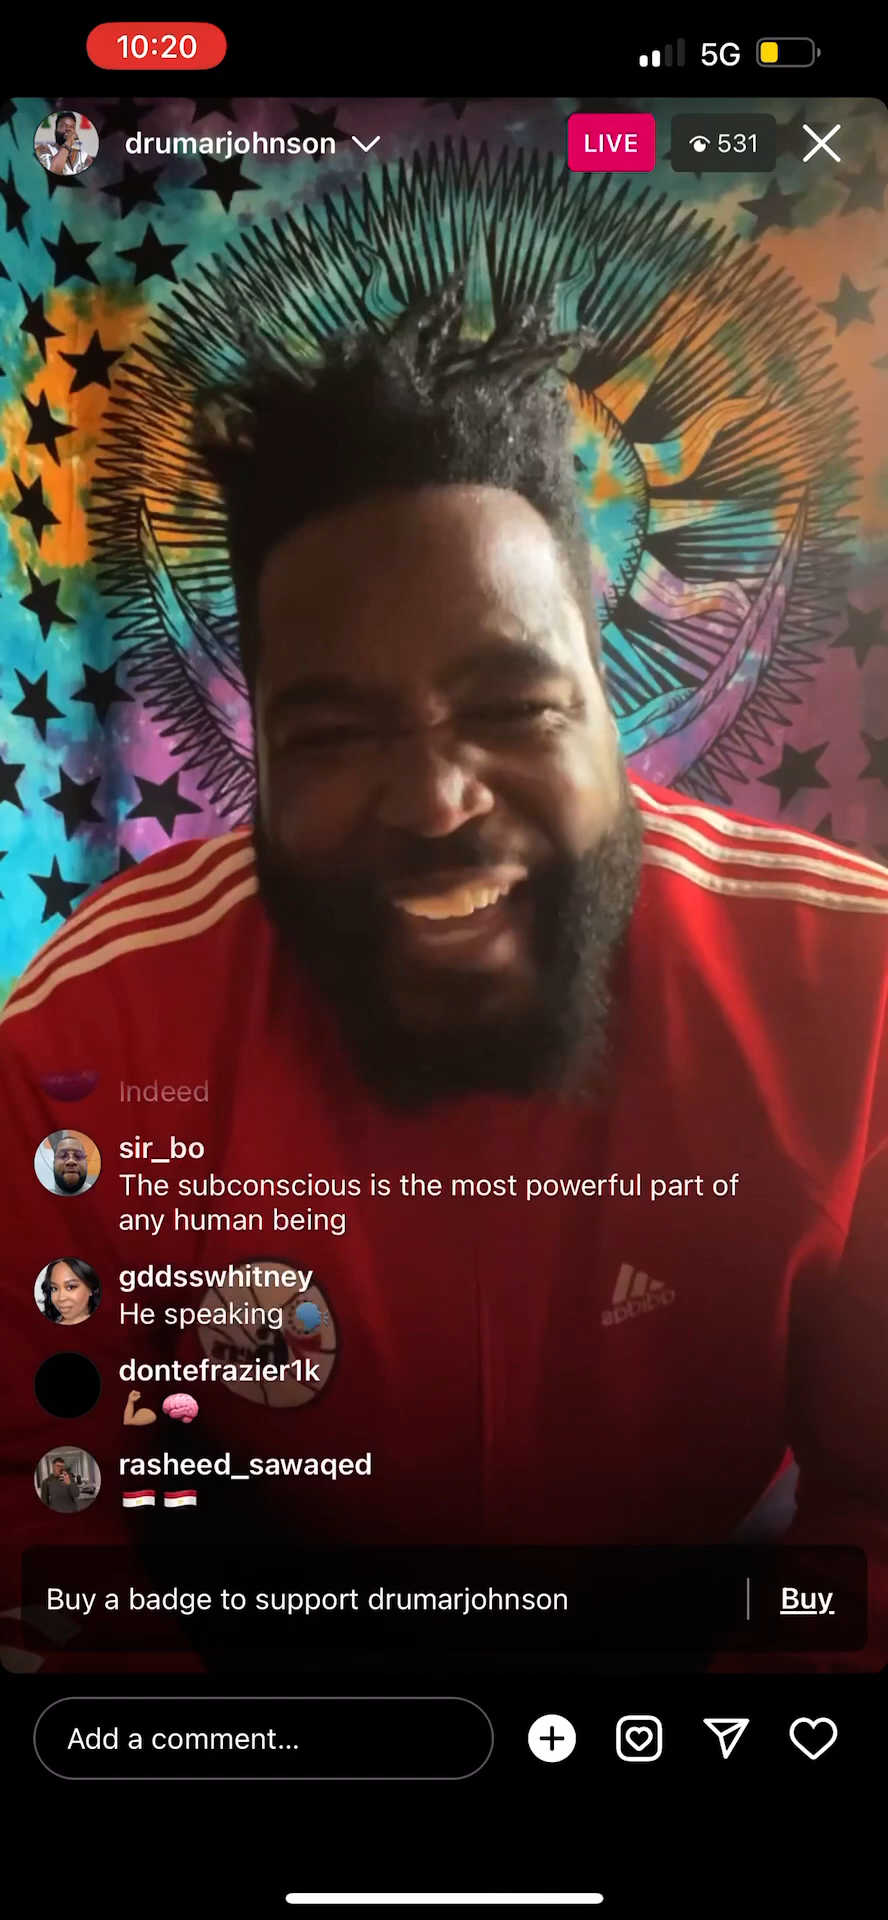 10:20
5G
drumarjohnson
LIVE
531
Indeed
sir_bo
The subconscious is the most powerful part of
any human being
gddsswhitney
He speaking 🗣️
dontefrazier1k
💪🏽🧠
rasheed_sawaqed
🇪🇬🇪🇬
adidas
Buy a badge to support drumarjohnson
Buy
Add a comment...